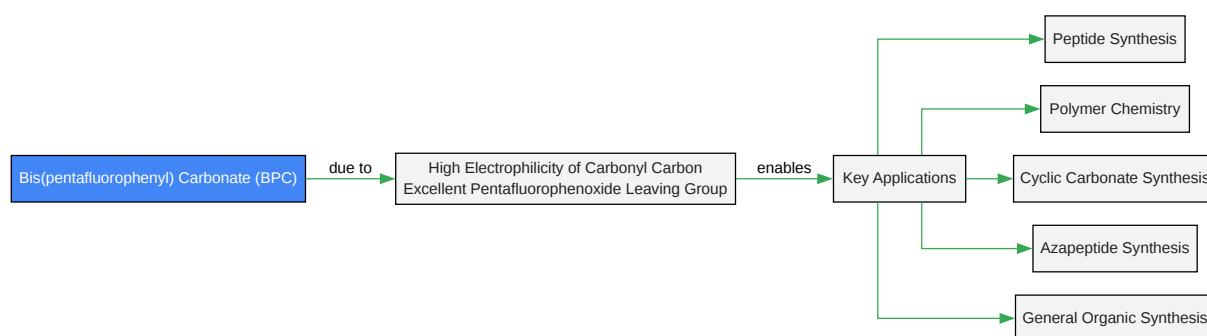 Bis(pentafluorophenyl) Carbonate (BPC)
due to
High Electrophilicity of Carbonyl Carbon
Excellent Pentafluorophenoxide Leaving Group
enables
Key Applications
Peptide Synthesis
Polymer Chemistry
Cyclic Carbonate Synthesis
Azapeptide Synthesis
General Organic Synthesis